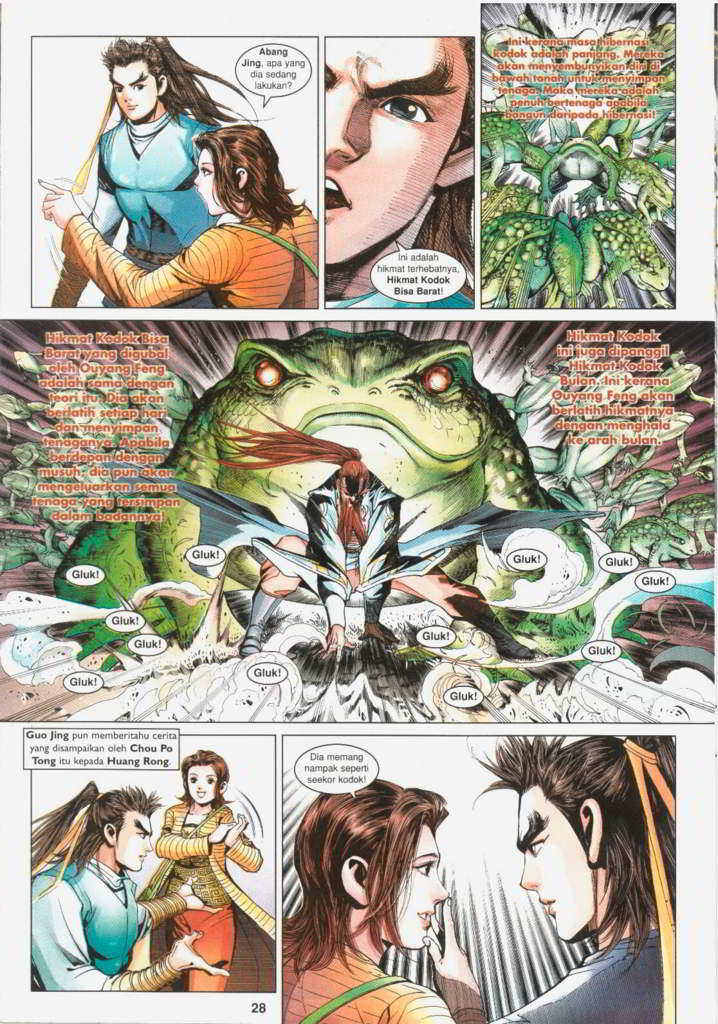 Abang
Jing, apa yang
dia sedang
lakukan?
Ini adalah
hikmat terhebatnya,
Hikmat Kodok
Bisa Barat!
Ini kerana masa hibernasi
kodok adalah panjang. Mereka
akan menyembunyikan diri di
bawah tanah untuk menyimpan
tenaga. Maka mereka adalah
penuh bertenaga apabila
bangun daripada hibernasi!
Hikmat Kodok Bisa
Barat yang digubal
oleh Ouyang Feng
adalah sama dengan
teori itu. Dia akan
berlatih setiap hari
dan menyimpan
tenaganya. Apabila
berdepan dengan
musuh, dia pun akan
mengeluarkan semua
tenaga yang tersimpan
dalam badannya!
Hikmat Kodok
ini juga dipanggil
Hikmat Kodok
Bulan. Ini kerana
Ouyang Feng akan
berlatih hikmatnya
dengan menghala
ke arah bulan.
Gluk!
Gluk!
Gluk!
Gluk!
Gluk!
Gluk!
Gluk!
Gluk!
Gluk!
Gluk!
Gluk!
Gluk!
Guo Jing pun memberitahu cerita
yang disampaikan oleh Chou Po
Tong itu kepada Huang Rong.
Dia memang
nampak seperti
seekor kodok!
28